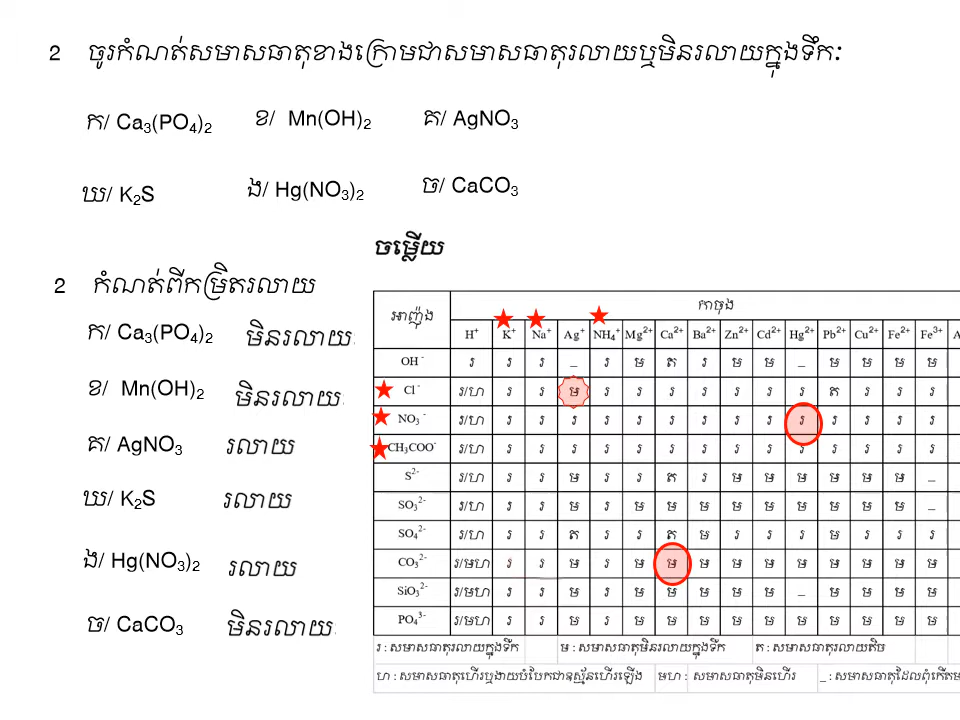 2 ចូរកំណត់សមាសធាតុខាងក្រោមជាសមាសធាតុរលាយឬមិនរលាយក្នុងទឹក:
ក/ Ca3(PO4)2 ខ/ Mn(OH)2 គ/ AgNO3
ឃ/ K2S ង/ Hg(NO3)2 ច/ CaCO3
ចម្លើយ
2 កំណត់ពីកម្រិតរលាយ
ក/ Ca3(PO4)2 មិនរលាយ
ខ/ Mn(OH)2 មិនរលាយ
គ/ AgNO3 រលាយ
ឃ/ K2S រលាយ
ង/ Hg(NO3)2 រលាយ
ច/ CaCO3 មិនរលាយ
អាញ៉ុង កាចុង
H+ K+ Na+ Ag+ NH4+ Mg2+ Ca2+ Ba2+ Zn2+ Cd2+ Hg2+ Pb2+ Cu2+ Fe2+ Fe3+ A
OH- រ រ រ _ រ ម ត រ ម ម _ ម ម ម ម
Cl- រ/ហ រ រ ម រ រ រ រ រ រ រ ត រ រ រ
NO3- រ/ហ រ រ រ រ រ រ រ រ រ រ រ រ រ រ
CH3COO- រ/ហ រ រ រ រ រ រ រ រ រ រ រ រ រ រ
S2- រ/ហ រ រ ម រ រ ត រ ម ម ម ម ម ម _
SO32- រ/ហ រ រ ម រ ម ម ម ម ម ម ម ម ម _
SO42- រ/ហ រ រ ត រ រ ត ម រ រ រ ម រ រ រ
CO32- រ/មហ រ រ ម រ ម ម ម ម ម ម ម ម ម ម
SiO32- រ/មហ រ រ ម រ ម ម ម ម ម _ ម ម ម ម
PO43- រ/មហ រ រ ម រ ម ម ម ម ម ម ម ម ម ម
រ : សមាសធាតុរលាយក្នុងទឹក ម : សមាសធាតុមិនរលាយក្នុងទឹក ត : សមាសធាតុរលាយតិច
ហ : សមាសធាតុហើរឬងាយបំបែកជាឧស្ម័នហើរឡើង មហ : សមាសធាតុមិនហើរ _ : សមាសធាតុដែលពុំកើតមាន